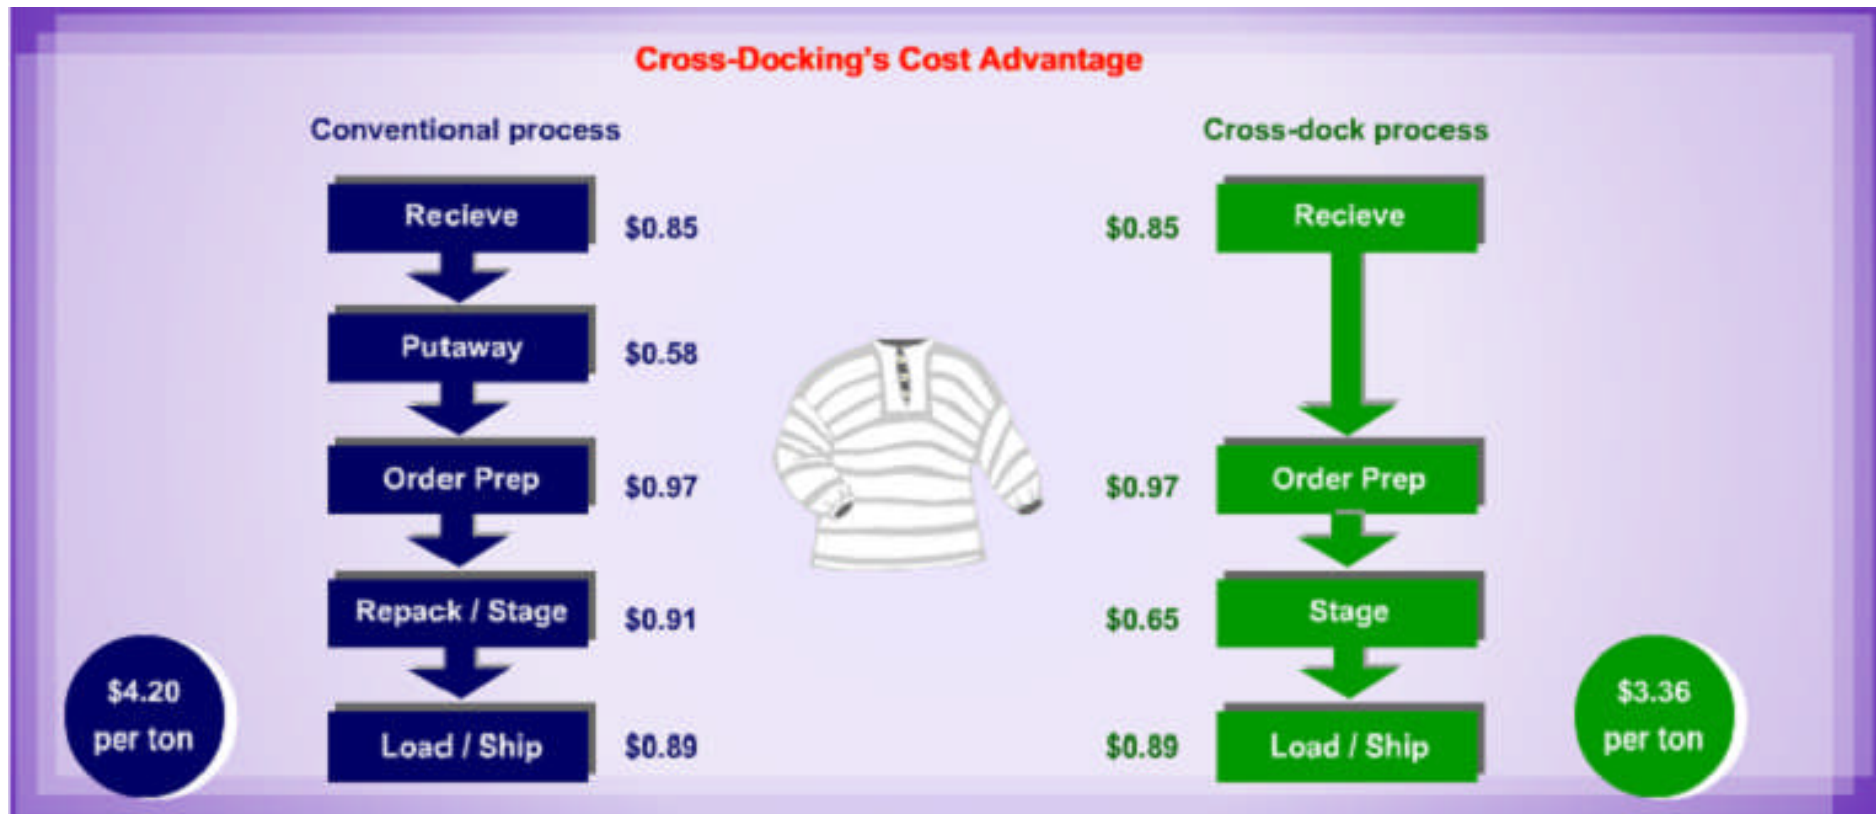 Cross-Docking's Cost Advantage
Conventional process
Recieve
$0.85
Putaway
$0.58
Order Prep
$0.97
Repack / Stage
$0.91
Load / Ship
$0.89
$4.20
per ton
Cross-dock process
$0.85
Recieve
$0.97
Order Prep
$0.65
Stage
$0.89
Load / Ship
$3.36
per ton